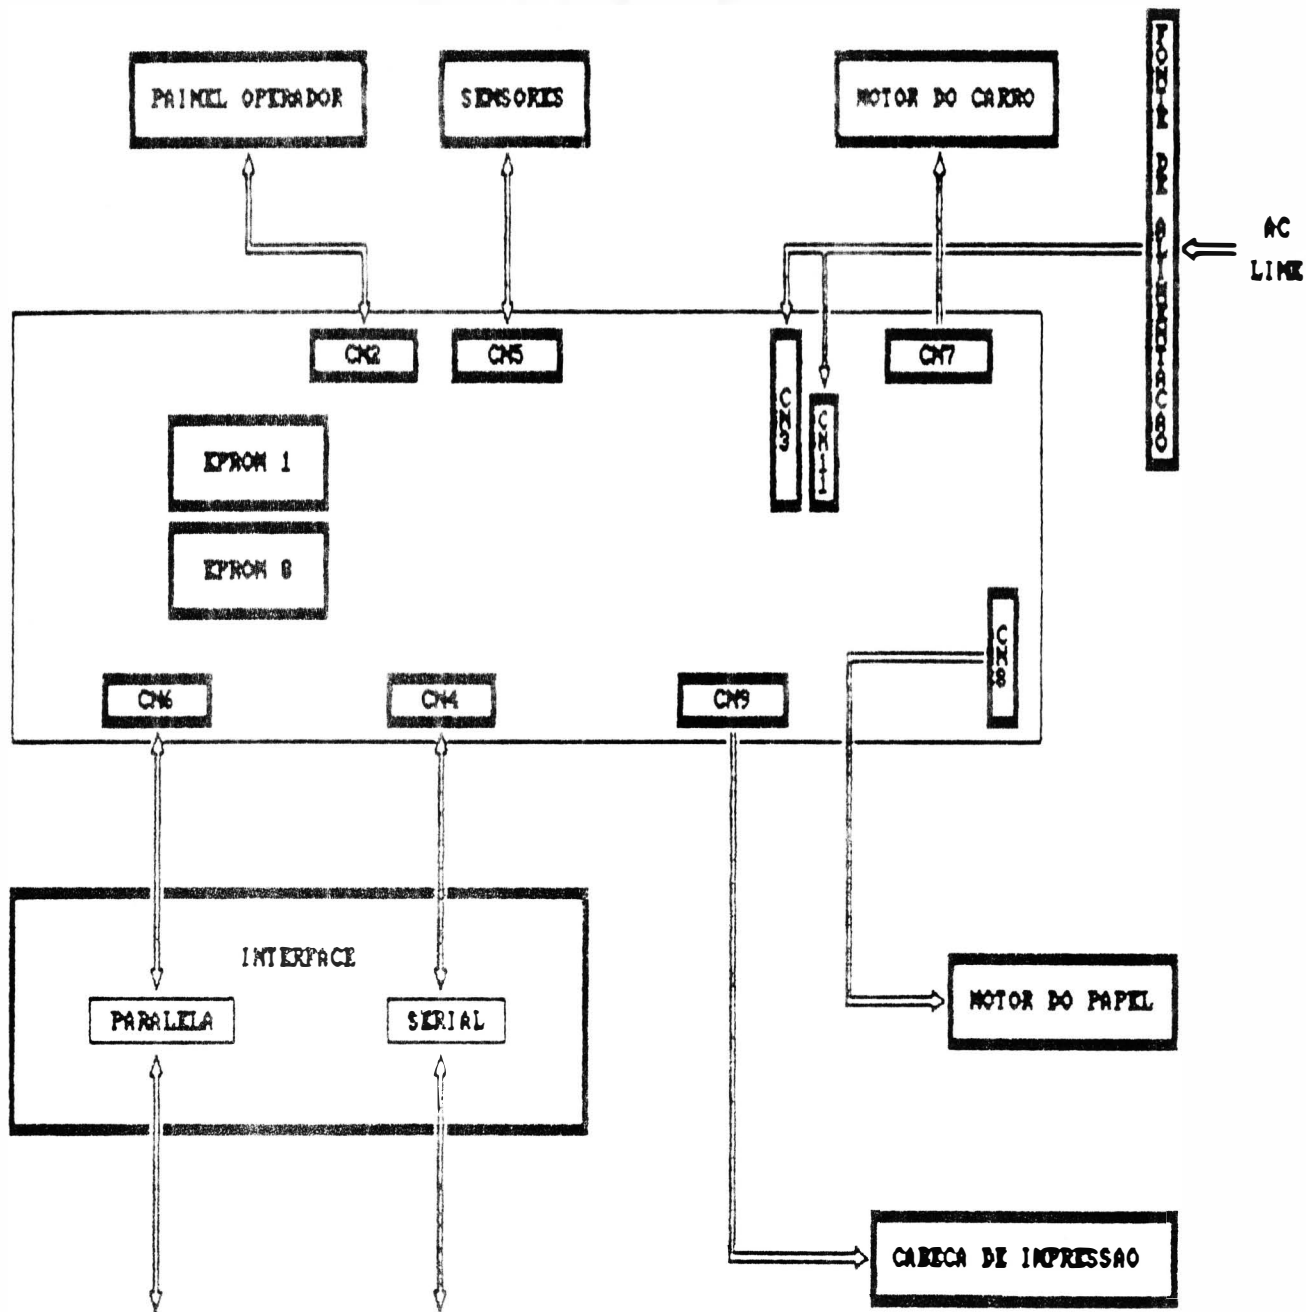 PAINEL OPERADOR
SENSORES
MOTOR DO CARRO
FONTE DE ALIMENTACAO
AC
LINE
CN2
CN5
CN3
CN11
CN7
EPROM 1
EPROM 0
CN8
CN6
CN4
CN9
INTERFACE
PARALELA
SERIAL
MOTOR DO PAPEL
CABECA DE IMPRESSAO